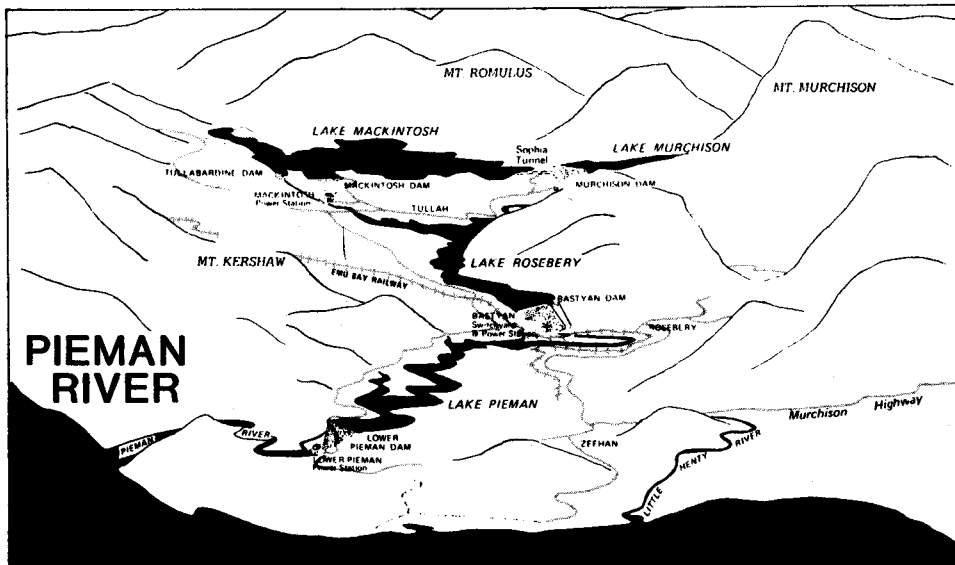 MT. ROMULUS
MT. MURCHISON
LAKE MACKINTOSH
Sophia
Tunnel
LAKE MURCHISON
TULLABARDINE DAM
MACKINTOSH DAM
MURCHISON DAM
MACKINTOSH
Power Station
TULLAH
MT. KERSHAW
LAKE ROSEBERY
EMU BAY RAILWAY
BASTYAN DAM
BASTYAN
Switchyard
& Power Station
ROSEBERY
PIEMAN
RIVER
LAKE PIEMAN
Murchison Highway
PIEMAN RIVER
LOWER
PIEMAN DAM
ZEEHAN
LOWER PIEMAN
Power Station
LITTLE HENTY RIVER